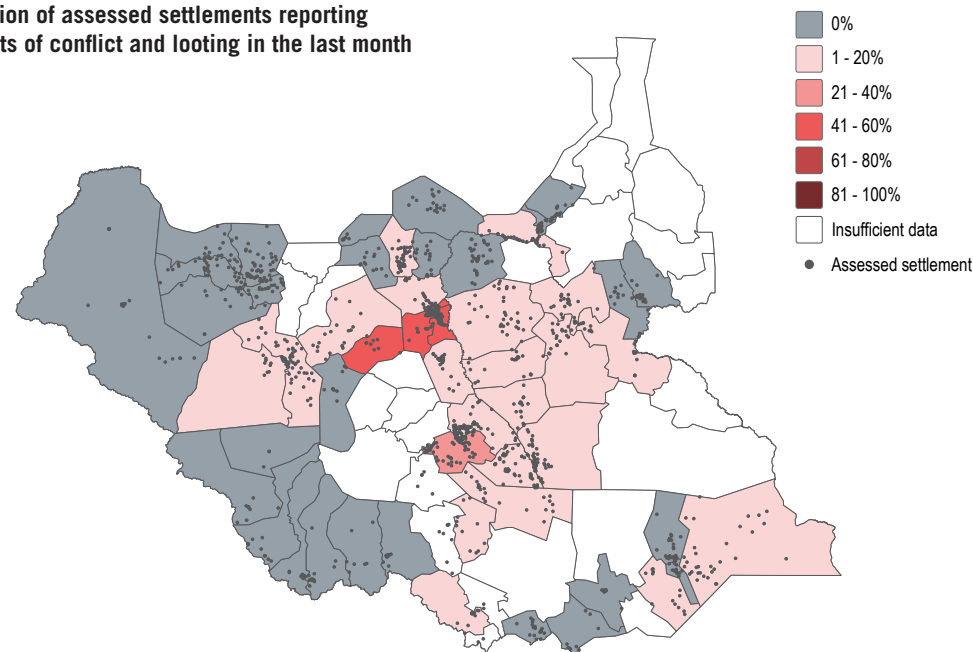 ion of assessed settlements reporting
ts of conflict and looting in the last month
0%
1 - 20%
21 - 40%
41 - 60%
61 - 80%
81 - 100%
Insufficient data
Assessed settlement